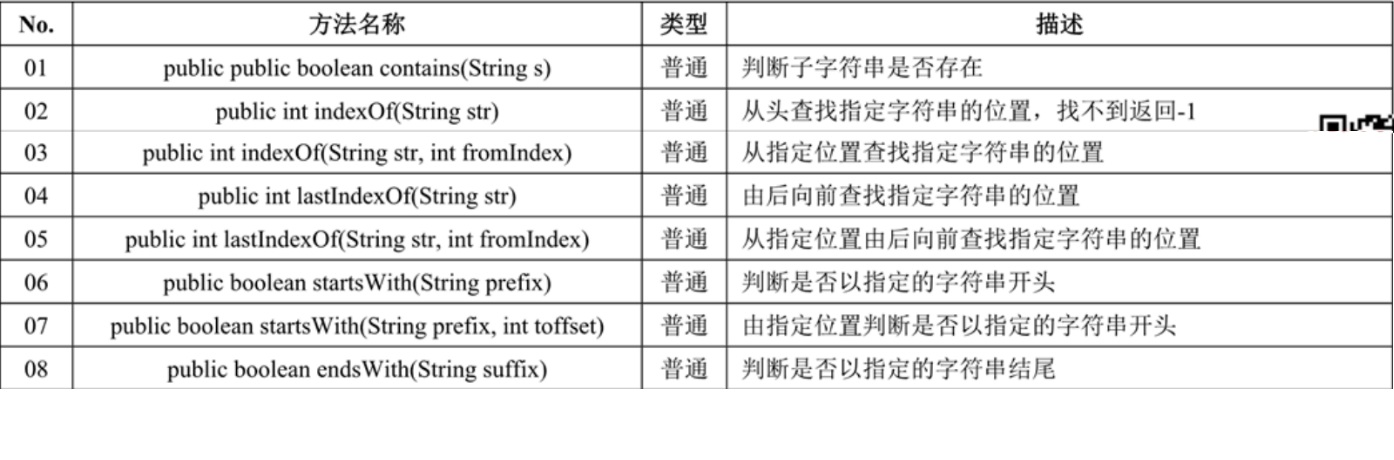 No. 方法名称 类型 描述
01 public public boolean contains(String s) 普通 判断子字符串是否存在
02 public int indexOf(String str) 普通 从头查找指定字符串的位置，找不到返回-1
03 public int indexOf(String str, int fromIndex) 普通 从指定位置查找指定字符串的位置
04 public int lastIndexOf(String str) 普通 由后向前查找指定字符串的位置
05 public int lastIndexOf(String str, int fromIndex) 普通 从指定位置由后向前查找指定字符串的位置
06 public boolean startsWith(String prefix) 普通 判断是否以指定的字符串开头
07 public boolean startsWith(String prefix, int toffset) 普通 由指定位置判断是否以指定的字符串开头
08 public boolean endsWith(String suffix) 普通 判断是否以指定的字符串结尾